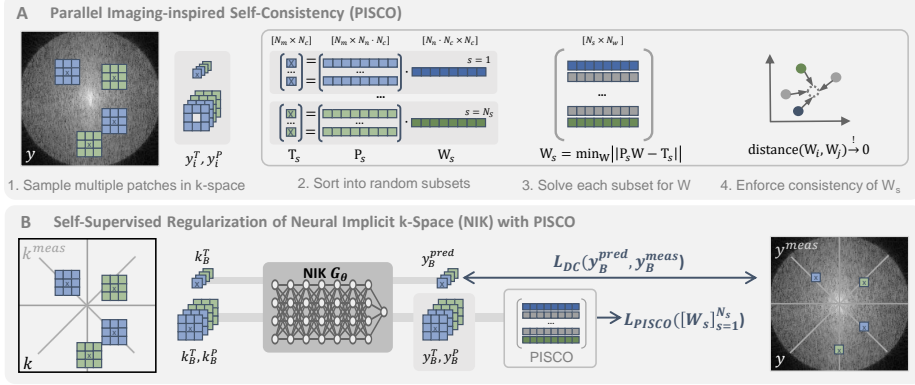 A Parallel Imaging-inspired Self-Consistency (PISCO)
y
y_i^T, y_i^P
[N_m × N_c] [N_m × N_n · N_c] [N_n · N_c × N_c]
x = · s = 1
...
x =
...
x = · s = N_s
...
x =
T_s P_s W_s
[N_s × N_w]
...
W_s = min_W ||P_sW − T_s||
distance(W_i, W_j) →^! 0
1. Sample multiple patches in k-space
2. Sort into random subsets
3. Solve each subset for W
4. Enforce consistency of W_s
B Self-Supervised Regularization of Neural Implicit k-Space (NIK) with PISCO
k^meas
k
k_B^T
k_B^T, k_B^P
NIK G_θ
y_B^pred
y_B^T, y_B^P
L_DC(y_B^pred, y_B^meas)
...
PISCO
L_PISCO([W_s]_{s=1}^{N_s})
y^meas
y